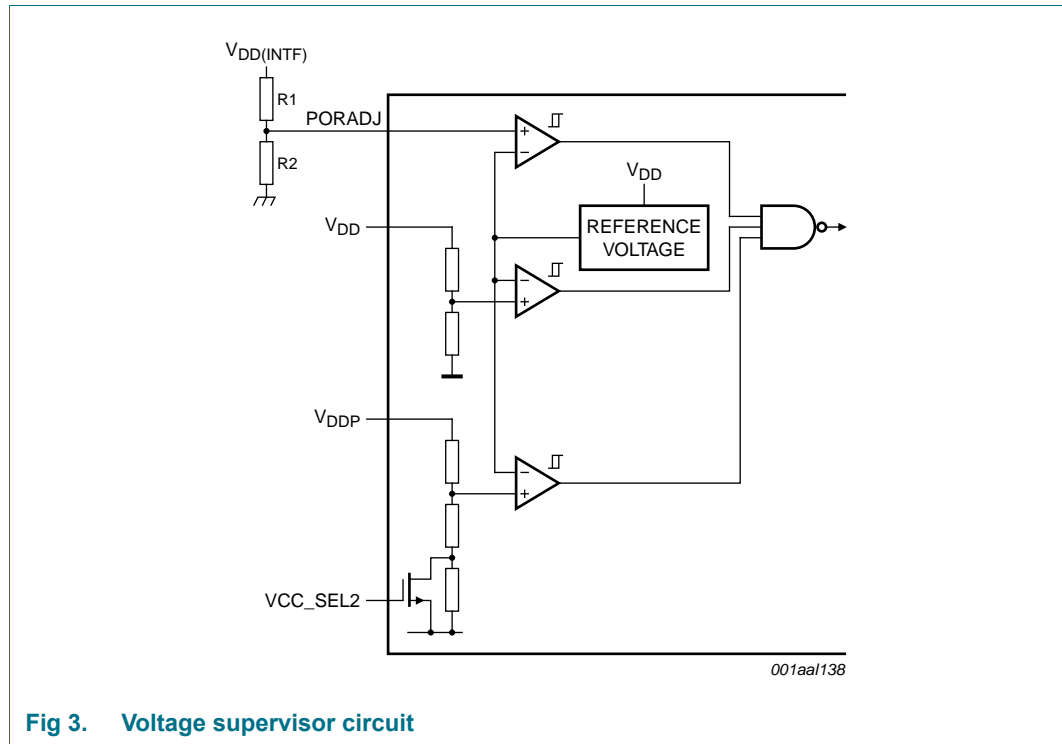 VDD(INTF)
R1
PORADJ
R2
+
−
VDD
REFERENCE
VOLTAGE
VDD
−
+
VDDP
−
+
VCC_SEL2
001aal138
Fig 3. Voltage supervisor circuit